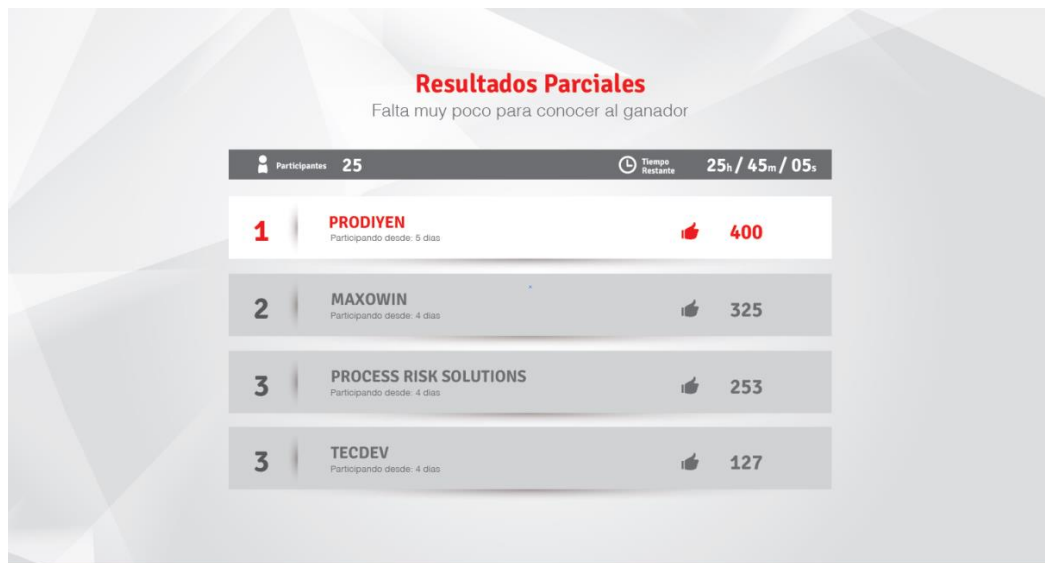 Resultados Parciales
Falta muy poco para conocer al ganador
Participantes 25
Tiempo Restante 25h / 45m / 05s
1 PRODIYEN 400
Participando desde: 5 dias
2 MAXOWIN 325
Participando desde: 4 dias
3 PROCESS RISK SOLUTIONS 253
Participando desde: 4 dias
3 TECDEV 127
Participando desde: 4 dias